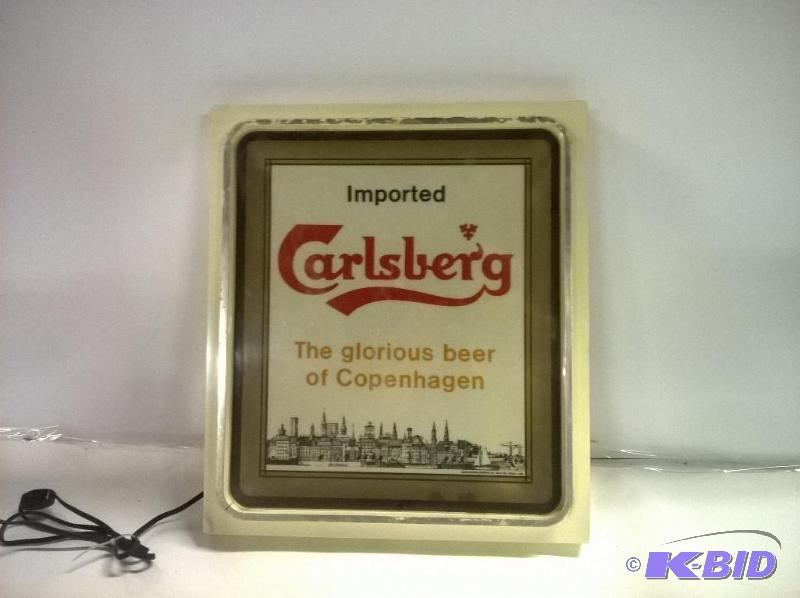 Imported
Carlsberg
The glorious beer
of Copenhagen
© K-BID